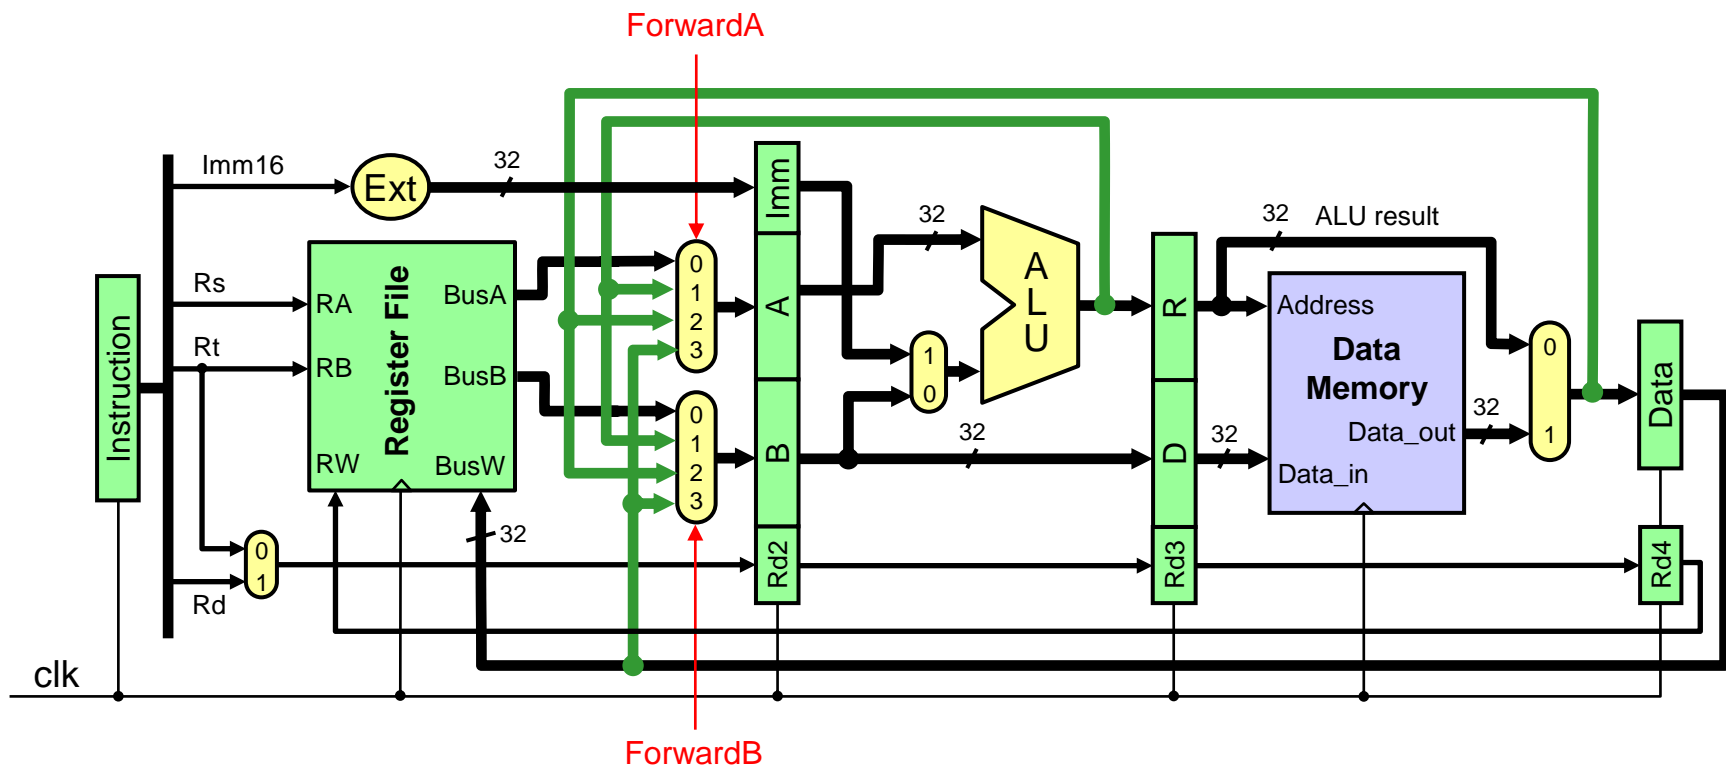 ForwardA
Imm16
Ext
32
Imm
32
32
ALU result
Rs
RA
Register File
BusA
0
1
2
3
A
ALU
R
Address
Data Memory
0
1
Data
Instruction
Rt
RB
BusB
0
1
2
3
1
0
B
32
D
32
Data_out
32
Data_in
RW
BusW
32
0
1
Rd
Rd2
Rd3
Rd4
clk
ForwardB